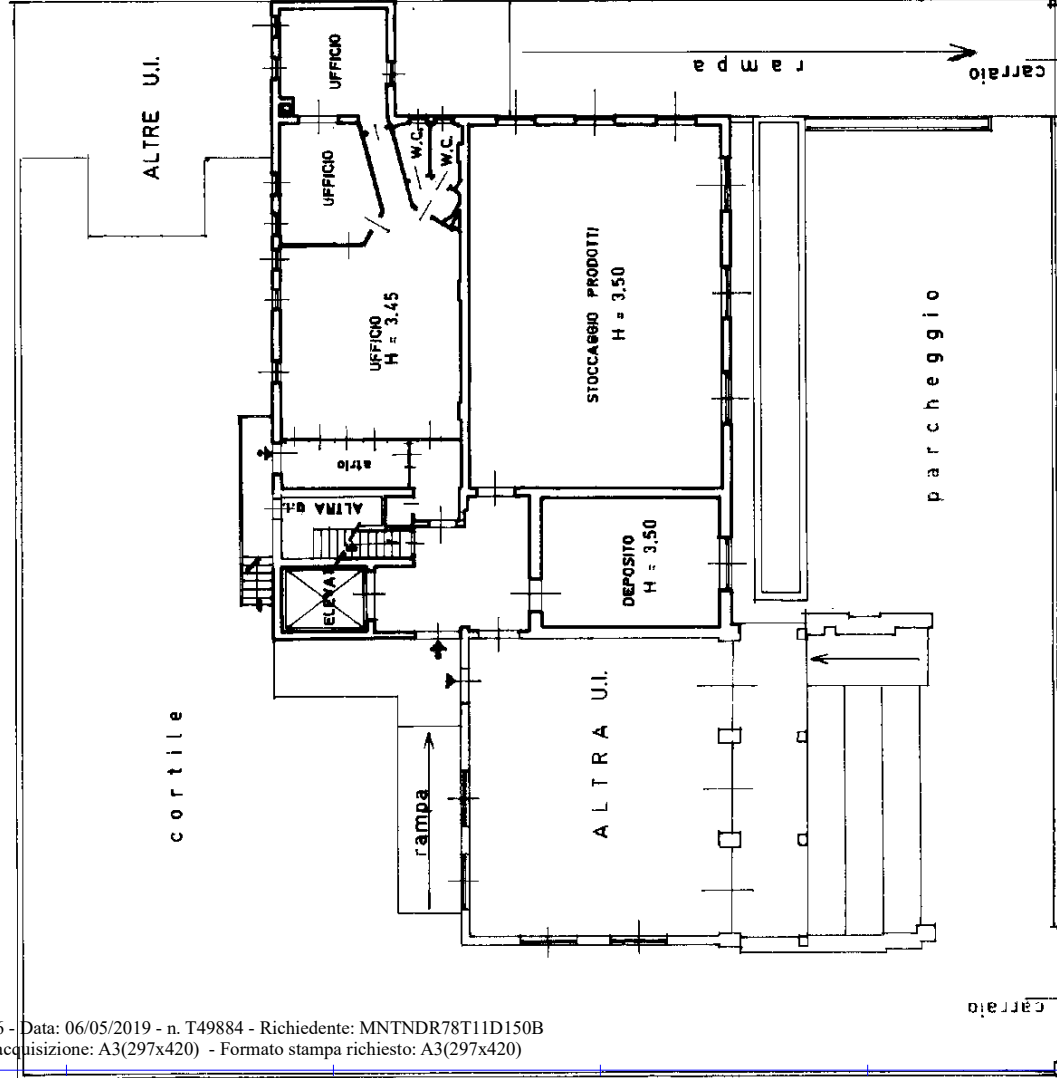 ALTRE U.I.
UFFICIO
rampa
carraio
UFFICIO
W.C.
W.C.
UFFICIO
H = 3.45
STOCCAGGIO PRODOTTI
H = 3.50
parcheggio
atrio
ALTRA u.i.
ELEVAT
DEPOSITO
H = 3.50
cortile
rampa
ALTRA U.I.
carraio
6 - Data: 06/05/2019 - n. T49884 - Richiedente: MNTNDR78T11D150B
acquisizione: A3(297x420) - Formato stampa richiesto: A3(297x420)